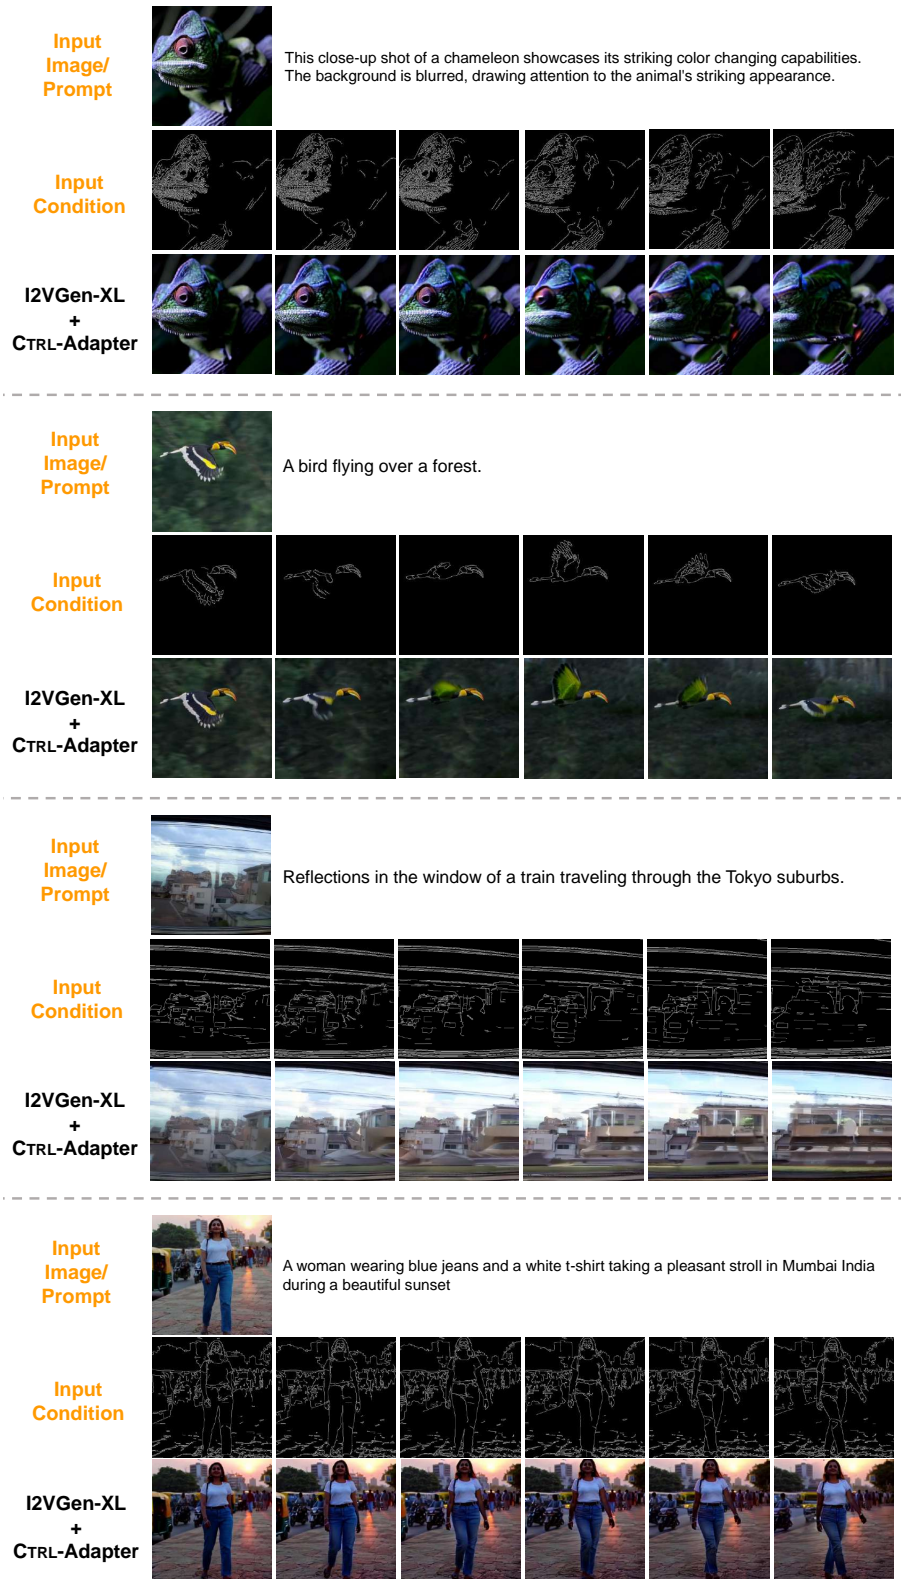 Input
Image/
Prompt
This close-up shot of a chameleon showcases its striking color changing capabilities.
The background is blurred, drawing attention to the animal's striking appearance.
Input
Condition
I2VGen-XL
+
CTRL-Adapter
Input
Image/
Prompt
A bird flying over a forest.
Input
Condition
I2VGen-XL
+
CTRL-Adapter
Input
Image/
Prompt
Reflections in the window of a train traveling through the Tokyo suburbs.
Input
Condition
I2VGen-XL
+
CTRL-Adapter
Input
Image/
Prompt
A woman wearing blue jeans and a white t-shirt taking a pleasant stroll in Mumbai India
during a beautiful sunset
Input
Condition
I2VGen-XL
+
CTRL-Adapter